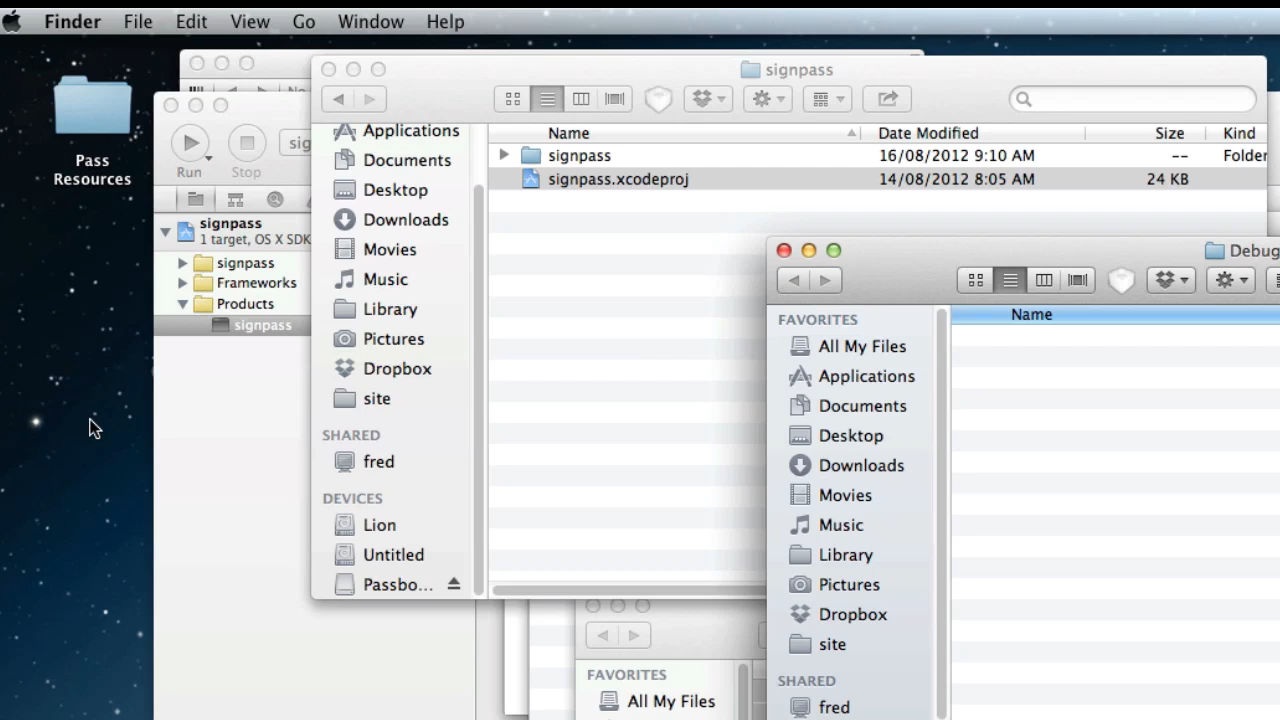 Finder File Edit View Go Window Help
Pass
Resources
No
Run
Stop
sig
signpass
1 target, OS X SDK
signpass
Frameworks
Products
signpass
signpass
Applications
Documents
Desktop
Downloads
Movies
Music
Library
Pictures
Dropbox
site
SHARED
fred
DEVICES
Lion
Untitled
Passbo...
Name Date Modified Size Kind
signpass 16/08/2012 9:10 AM -- Folder
signpass.xcodeproj 14/08/2012 8:05 AM 24 KB
Debug
Name
FAVORITES
All My Files
Applications
Documents
Desktop
Downloads
Movies
Music
Library
Pictures
Dropbox
site
SHARED
fred
FAVORITES
All My Files